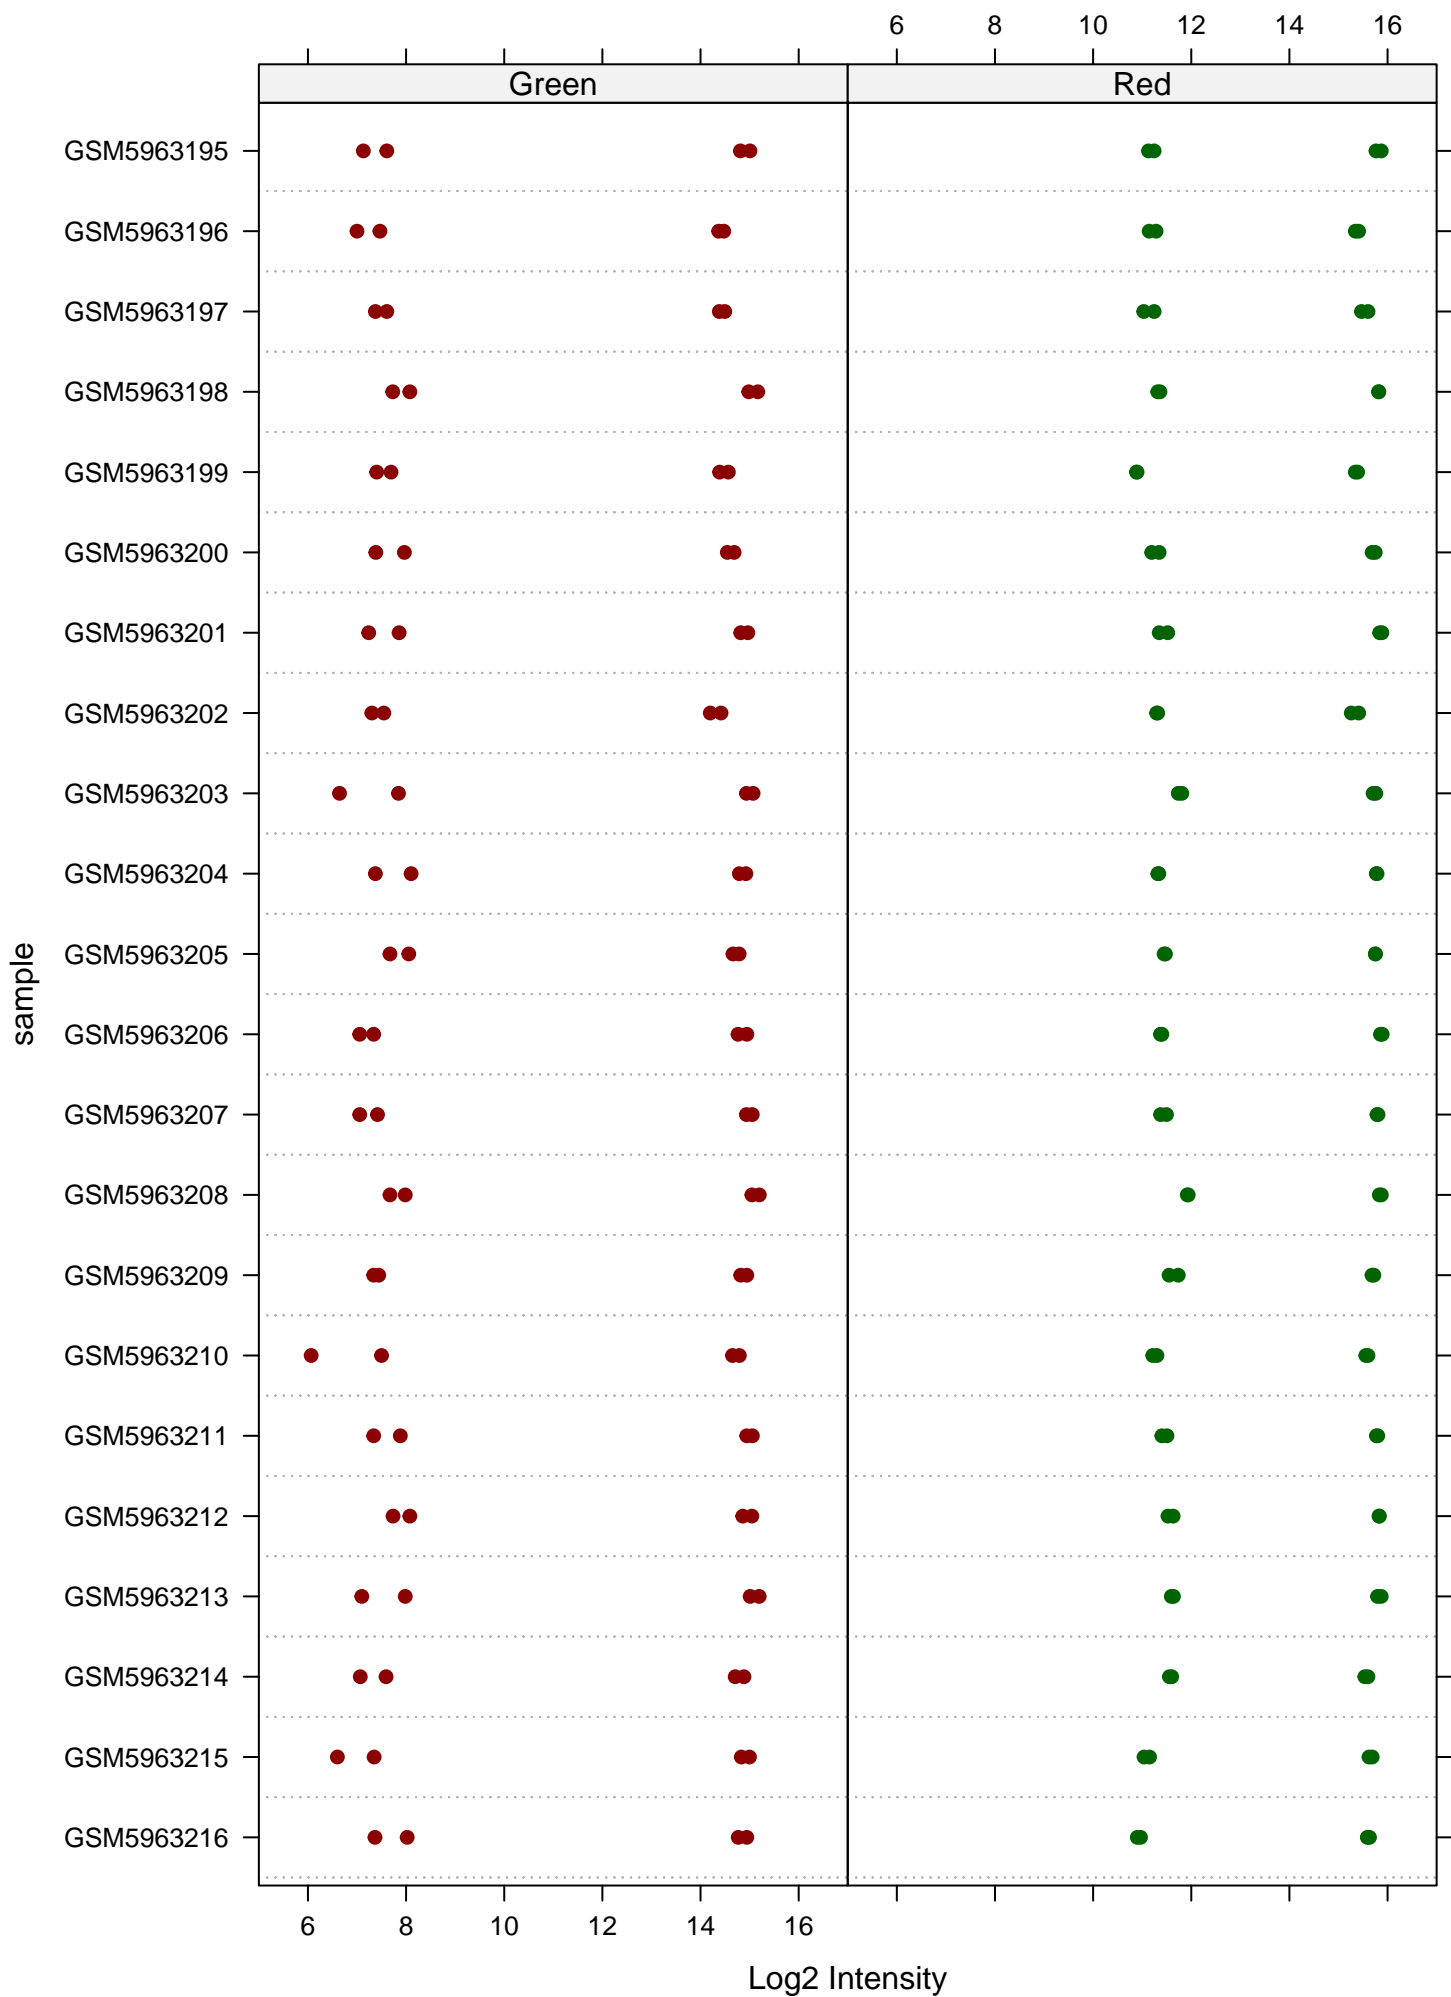 6 8 10 12 14 16
Green Red
GSM5963195
GSM5963196
GSM5963197
GSM5963198
GSM5963199
GSM5963200
GSM5963201
GSM5963202
GSM5963203
GSM5963204
GSM5963205
GSM5963206
GSM5963207
GSM5963208
GSM5963209
GSM5963210
GSM5963211
GSM5963212
GSM5963213
GSM5963214
GSM5963215
GSM5963216
sample
6 8 10 12 14 16
Log2 Intensity